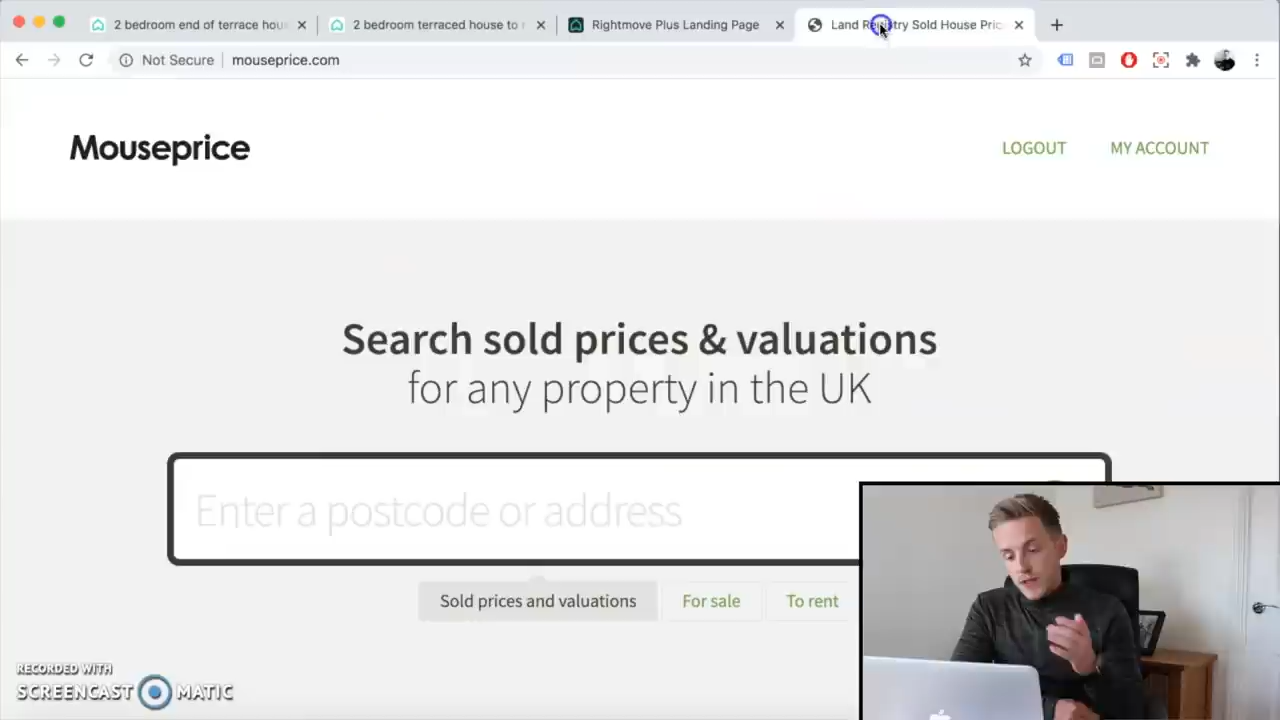 2 bedroom end of terrace hou
2 bedroom terraced house to r
Rightmove Plus Landing Page
Land Registry Sold House Pric
Not Secure
mouseprice.com
Mouseprice
LOGOUT
MY ACCOUNT
Search sold prices & valuations
for any property in the UK
Enter a postcode or address
Sold prices and valuations
For sale
To rent
RECORDED WITH
SCREENCAST MATIC